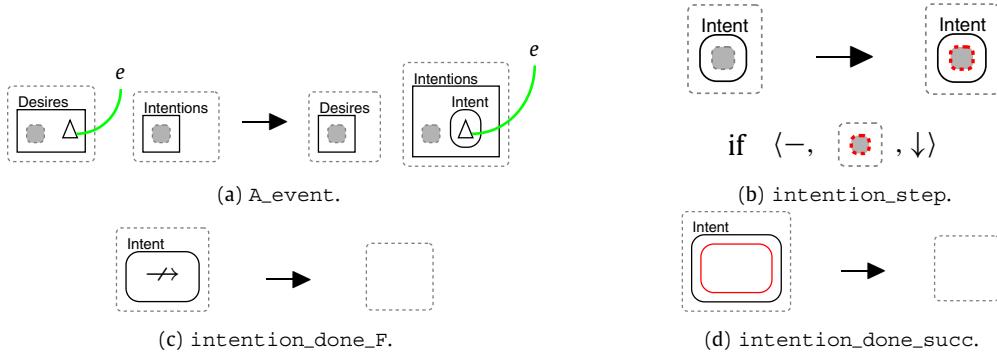 e
Desires
Intentions
Desires
e
Intentions
Intent
(a) A_event.
Intent
Intent
if ⟨−, , ↓⟩
(b) intention_step.
Intent
(c) intention_done_F.
Intent
(d) intention_done_succ.